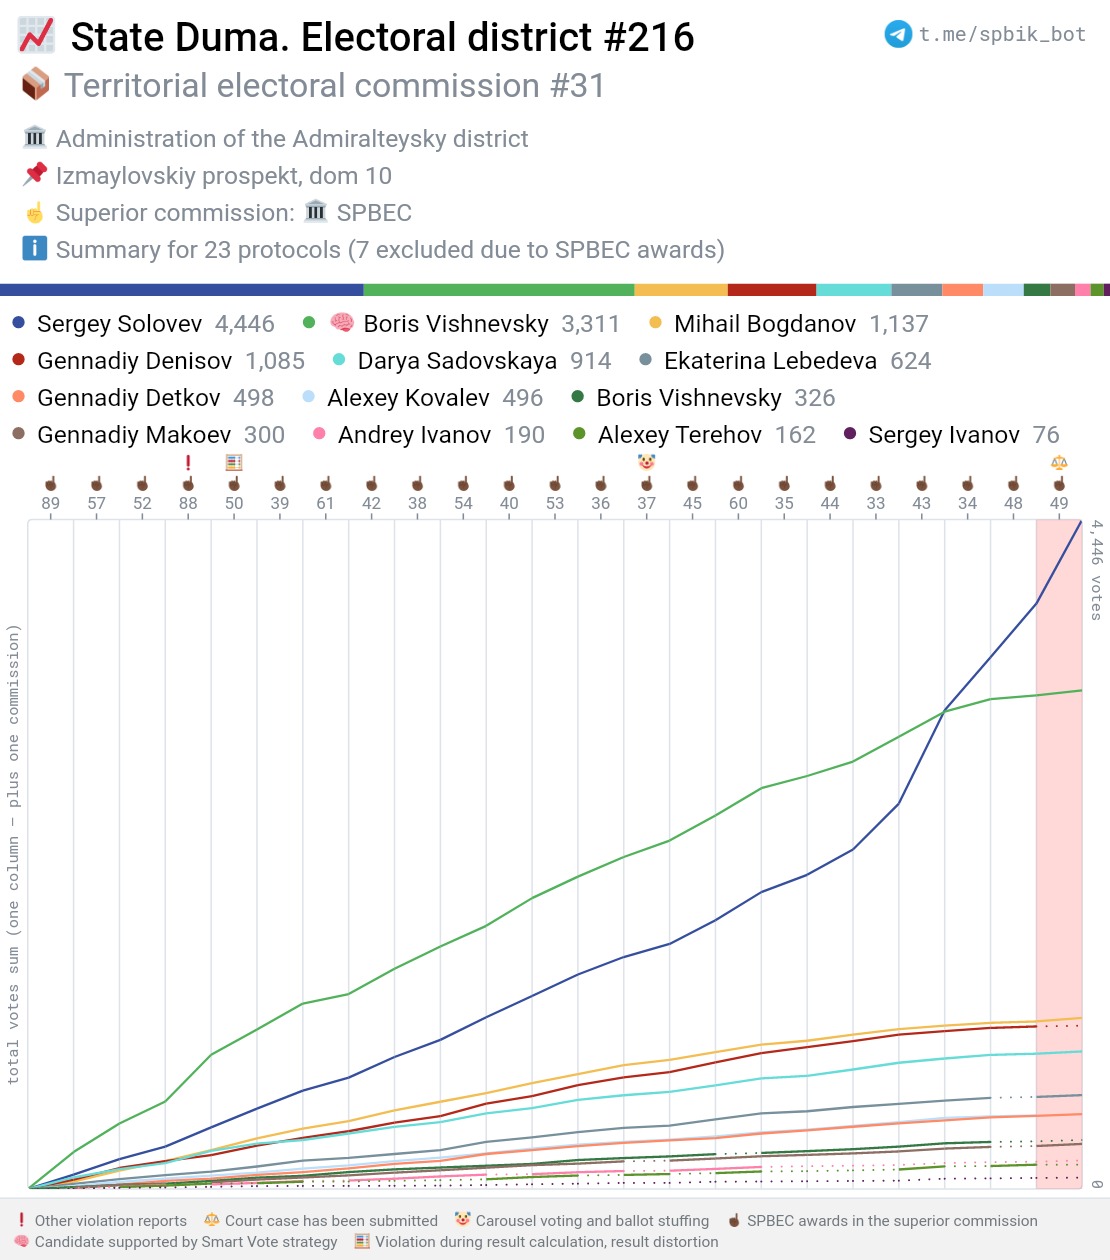 State Duma. Electoral district #216
t.me/spbik_bot
Territorial electoral commission #31
Administration of the Admiralteysky district
Izmaylovskiy prospekt, dom 10
Superior commission: SPBEC
Summary for 23 protocols (7 excluded due to SPBEC awards)
Sergey Solovev 4,446 Boris Vishnevsky 3,311 Mihail Bogdanov 1,137
Gennadiy Denisov 1,085 Darya Sadovskaya 914 Ekaterina Lebedeva 624
Gennadiy Detkov 498 Alexey Kovalev 496 Boris Vishnevsky 326
Gennadiy Makoev 300 Andrey Ivanov 190 Alexey Terehov 162 Sergey Ivanov 76
89 57 52 88 50 39 61 42 38 54 40 53 36 37 45 60 35 44 33 43 34 48 49
4,446 votes
total votes sum (one column – plus one commission)
0
Other violation reports Court case has been submitted Carousel voting and ballot stuffing SPBEC awards in the superior commission
Candidate supported by Smart Vote strategy Violation during result calculation, result distortion